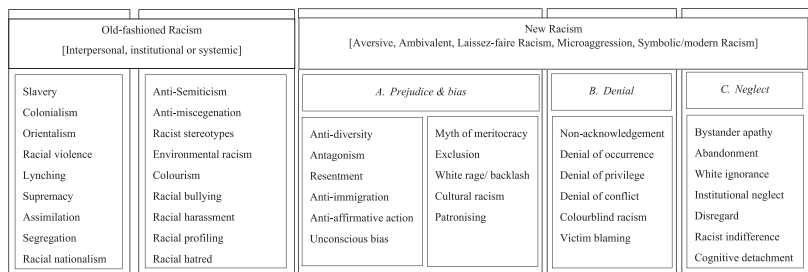 Old-fashioned Racism
[Interpersonal, institutional or systemic]
New Racism
[Aversive, Ambivalent, Laissez-faire Racism, Microaggression, Symbolic/modern Racism]
Slavery
Colonialism
Orientalism
Racial violence
Lynching
Supremacy
Assimilation
Segregation
Racial nationalism
Anti-Semiticism
Anti-miscegenation
Racist stereotypes
Environmental racism
Colourism
Racial bullying
Racial harassment
Racial profiling
Racial hatred
A. Prejudice & bias
Anti-diversity
Antagonism
Resentment
Anti-immigration
Anti-affirmative action
Unconscious bias
Myth of meritocracy
Exclusion
White rage/ backlash
Cultural racism
Patronising
B. Denial
Non-acknowledgement
Denial of occurrence
Denial of privilege
Denial of conflict
Colourblind racism
Victim blaming
C. Neglect
Bystander apathy
Abandonment
White ignorance
Institutional neglect
Disregard
Racist indifference
Cognitive detachment